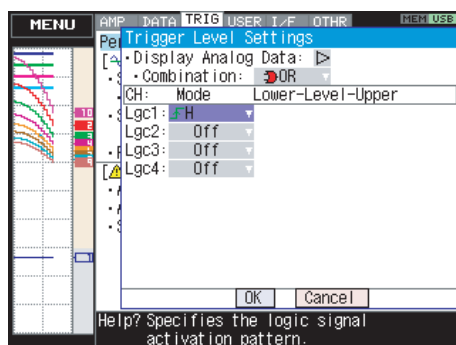 MENU
AMP DATA TRIG USER I/F OTHR MEM USB
Trigger Level Settings
・Display Analog Data:
・Combination: OR
CH: Mode Lower-Level-Upper
Lgc1: H
Lgc2: Off
Lgc3: Off
Lgc4: Off
OK Cancel
Help? Specifies the logic signal
activation pattern.